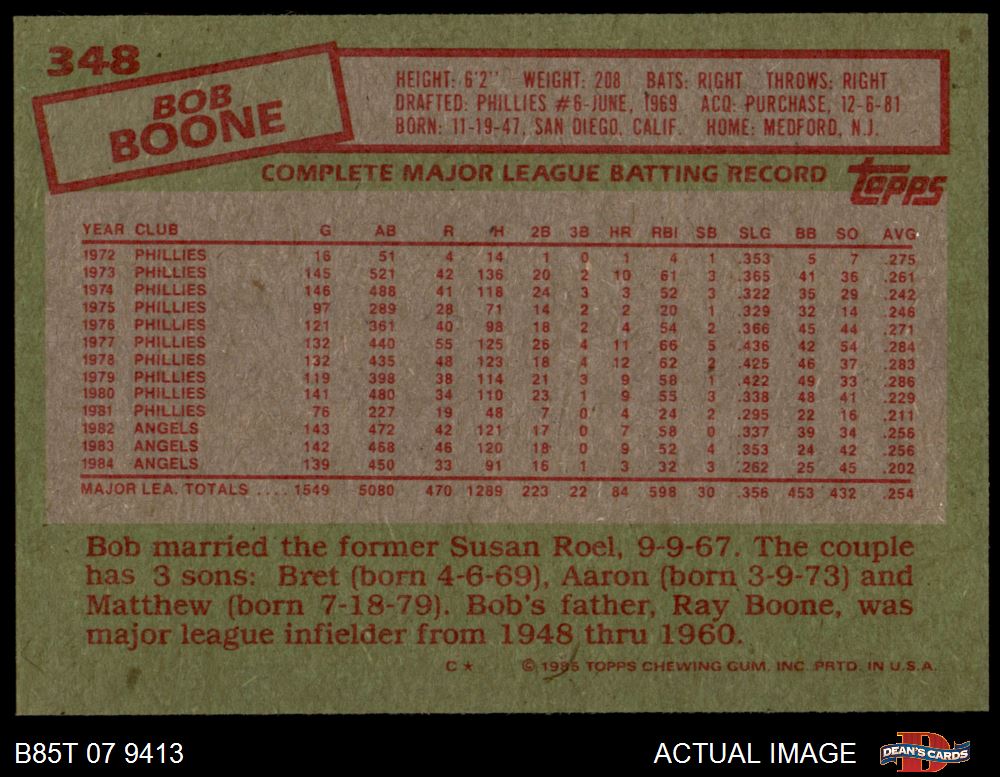 348
BOB
BOONE
HEIGHT: 6'2" WEIGHT: 208 BATS: RIGHT THROWS: RIGHT
DRAFTED: PHILLIES #6-JUNE, 1969 ACQ: PURCHASE, 12-6-81
BORN: 11-19-47, SAN DIEGO, CALIF. HOME: MEDFORD, N.J.
COMPLETE MAJOR LEAGUE BATTING RECORD
TOPPS
YEAR CLUB G AB R H 2B 3B HR RBI SB SLG BB SO AVG
1972 PHILLIES 16 51 4 14 1 0 1 4 1 .353 5 7 .275
1973 PHILLIES 145 521 42 136 20 2 10 61 3 .365 41 36 .261
1974 PHILLIES 146 488 41 118 24 3 3 52 3 .322 35 29 .242
1975 PHILLIES 97 289 28 71 14 2 2 20 1 .329 32 14 .246
1976 PHILLIES 121 361 40 98 18 2 4 54 2 .366 45 44 .271
1977 PHILLIES 132 440 55 125 26 4 11 66 5 .436 42 54 .284
1978 PHILLIES 132 435 48 123 18 4 12 62 2 .425 46 37 .283
1979 PHILLIES 119 398 38 114 21 3 9 58 1 .422 49 33 .286
1980 PHILLIES 141 480 34 110 23 1 9 55 3 .338 48 41 .229
1981 PHILLIES 76 227 19 48 7 0 4 24 2 .295 22 16 .211
1982 ANGELS 143 472 42 121 17 0 7 58 0 .337 39 34 .256
1983 ANGELS 142 468 46 120 18 0 9 52 4 .353 24 42 .256
1984 ANGELS 139 450 33 91 16 1 3 32 3 .262 25 45 .202
MAJOR LEA. TOTALS .... 1549 5080 470 1289 223 22 84 598 30 .356 453 432 .254
Bob married the former Susan Roel, 9-9-67. The couple
has 3 sons: Bret (born 4-6-69), Aaron (born 3-9-73) and
Matthew (born 7-18-79). Bob's father, Ray Boone, was
major league infielder from 1948 thru 1960.
C★ © 1985 TOPPS CHEWING GUM, INC. PRTD. IN U.S.A.
B85T 07 9413
ACTUAL IMAGE
DEAN'S CARDS